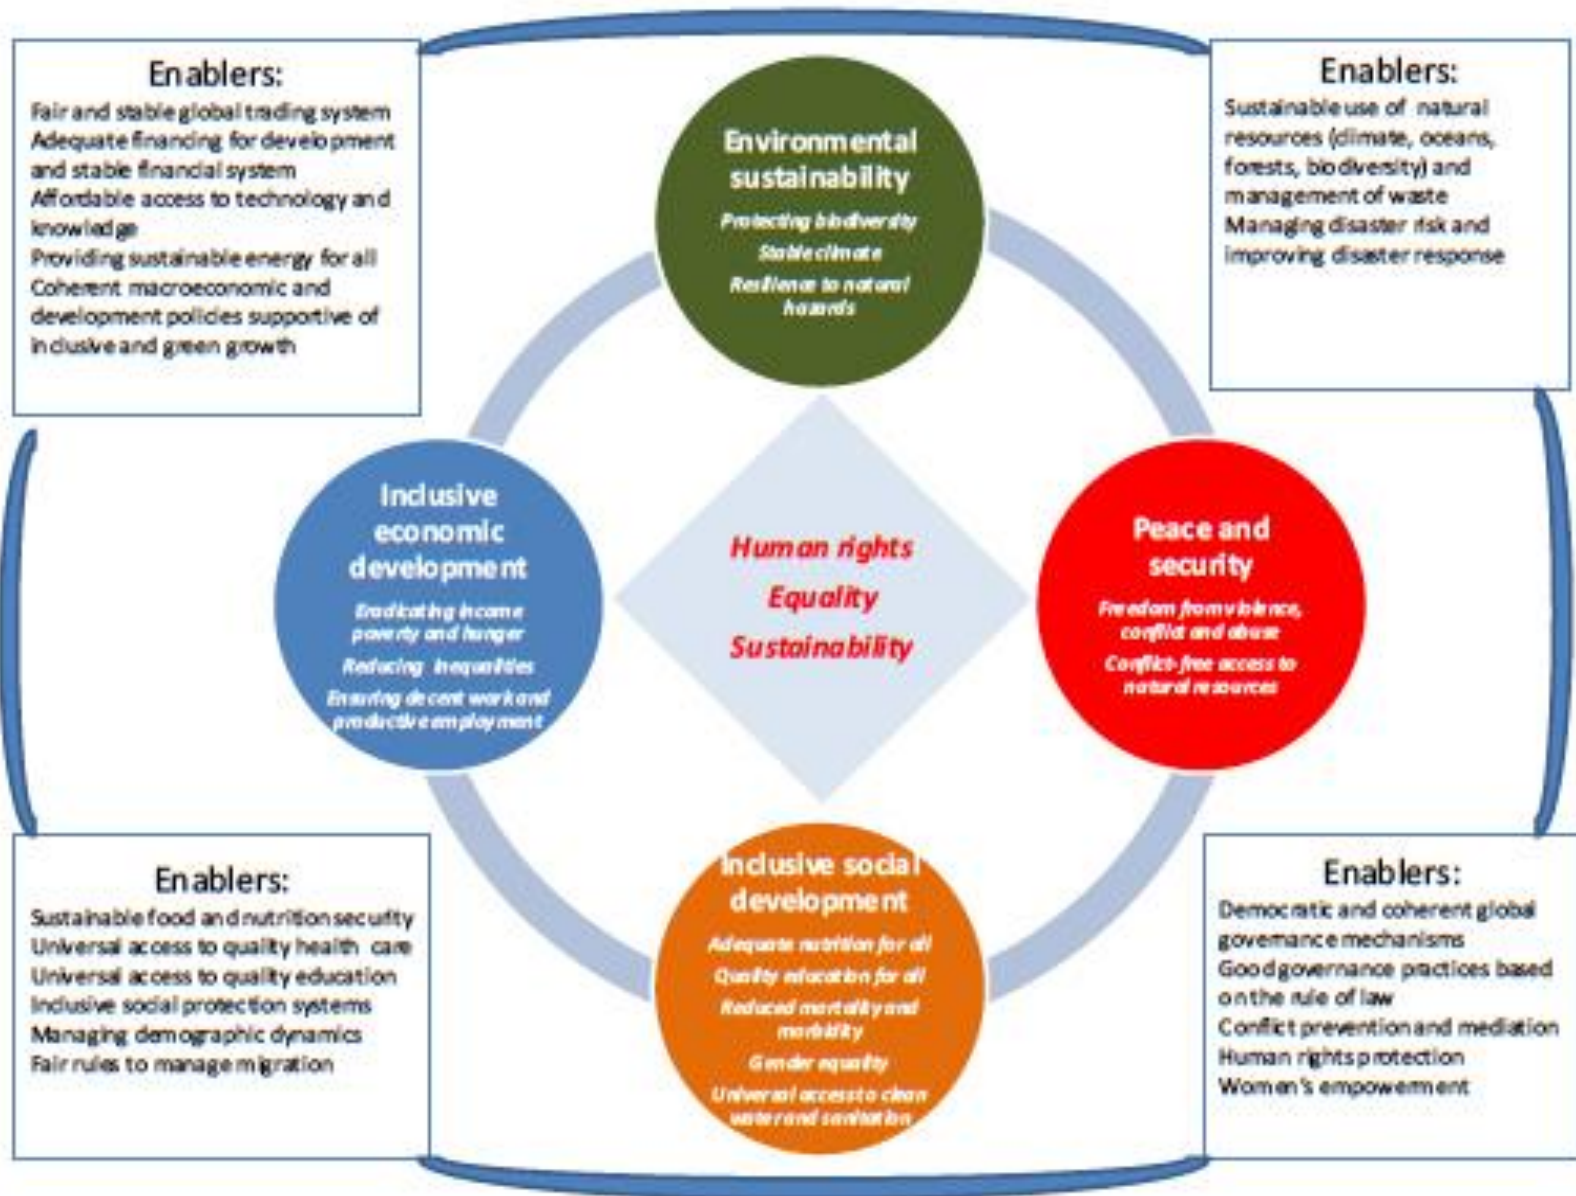 Enablers:
Fair and stable global trading system
Adequate financing for development
and stable financial system
Affordable access to technology and
knowledge
Providing sustainable energy for all
Coherent macroeconomic and
development policies supportive of
inclusive and green growth
Environmental
sustainability
Protecting biodiversity
Stable climate
Resilience to natural
hazards
Enablers:
Sustainable use of natural
resources (climate, oceans,
forests, biodiversity) and
management of waste
Managing disaster risk and
improving disaster response
Inclusive
economic
development
Eradicating income
poverty and hunger
Reducing inequalities
Ensuring decent work and
productive employment
Human rights
Equality
Sustainability
Peace and
security
Freedom from violence,
conflict and abuse
Conflict-free access to
natural resources
Enablers:
Sustainable food and nutrition security
Universal access to quality health care
Universal access to quality education
Inclusive social protection systems
Managing demographic dynamics
Fair rules to manage migration
Inclusive social
development
Adequate nutrition for all
Quality education for all
Reduced mortality and
morbidity
Gender equality
Universal access to clean
water and sanitation
Enablers:
Democratic and coherent global
governance mechanisms
Good governance practices based
on the rule of law
Conflict prevention and mediation
Human rights protection
Women's empowerment